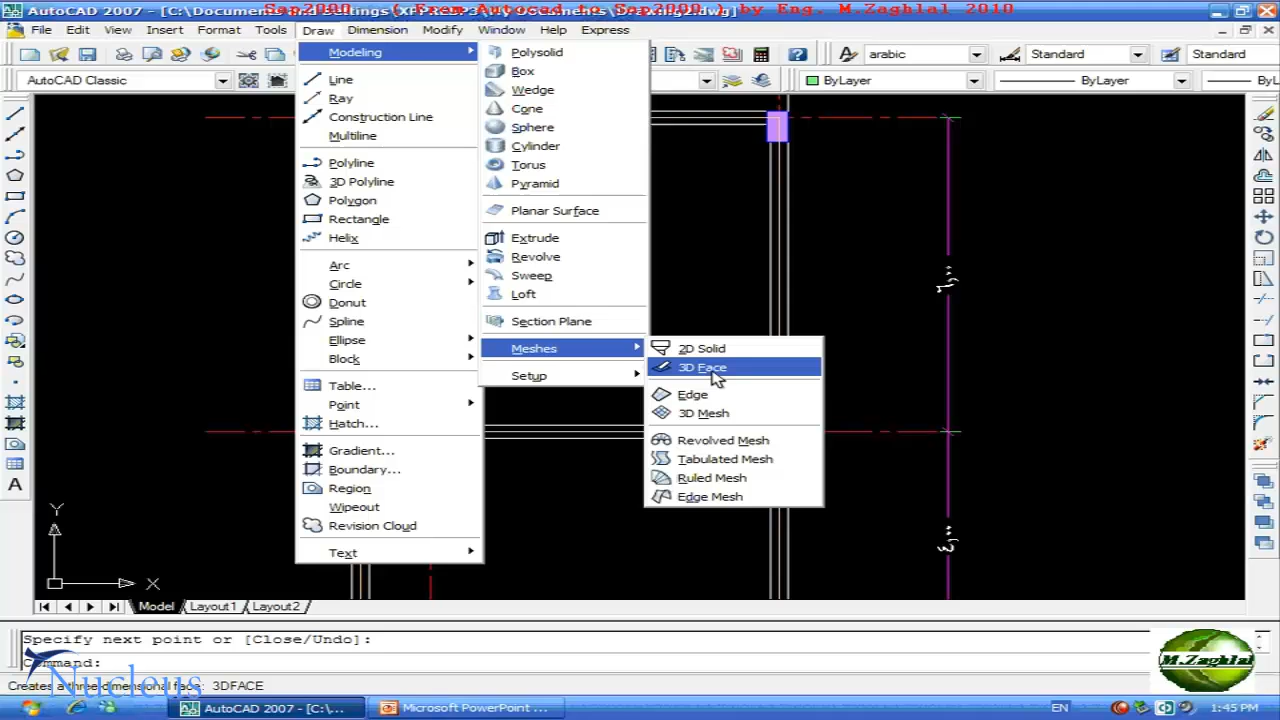 AutoCAD 2007 - [C:\Documents
Sap2000 ( From Autocad to Sap2000 ) by Eng. M.Zaghlal 2010
File Edit View Insert Format Tools Draw Dimension Modify Window Help Express
arabic Standard Standard
AutoCAD Classic ByLayer ByLayer ByL
Modeling
Line
Ray
Construction Line
Multiline
Polyline
3D Polyline
Polygon
Rectangle
Helix
Arc
Circle
Donut
Spline
Ellipse
Block
Table...
Point
Hatch...
Gradient...
Boundary...
Region
Wipeout
Revision Cloud
Text
Polysolid
Box
Wedge
Cone
Sphere
Cylinder
Torus
Pyramid
Planar Surface
Extrude
Revolve
Sweep
Loft
Section Plane
Meshes
Setup
2D Solid
3D Face
Edge
3D Mesh
Revolved Mesh
Tabulated Mesh
Ruled Mesh
Edge Mesh
A
Y
X
Model Layout1 Layout2
Specify next point or [Close/Undo]:
Command:
Nucleus
M.Zaghlal
Creates a three-dimensional face: 3DFACE
AutoCAD 2007 - [C:\... Microsoft PowerPoint ... EN 1:45 PM